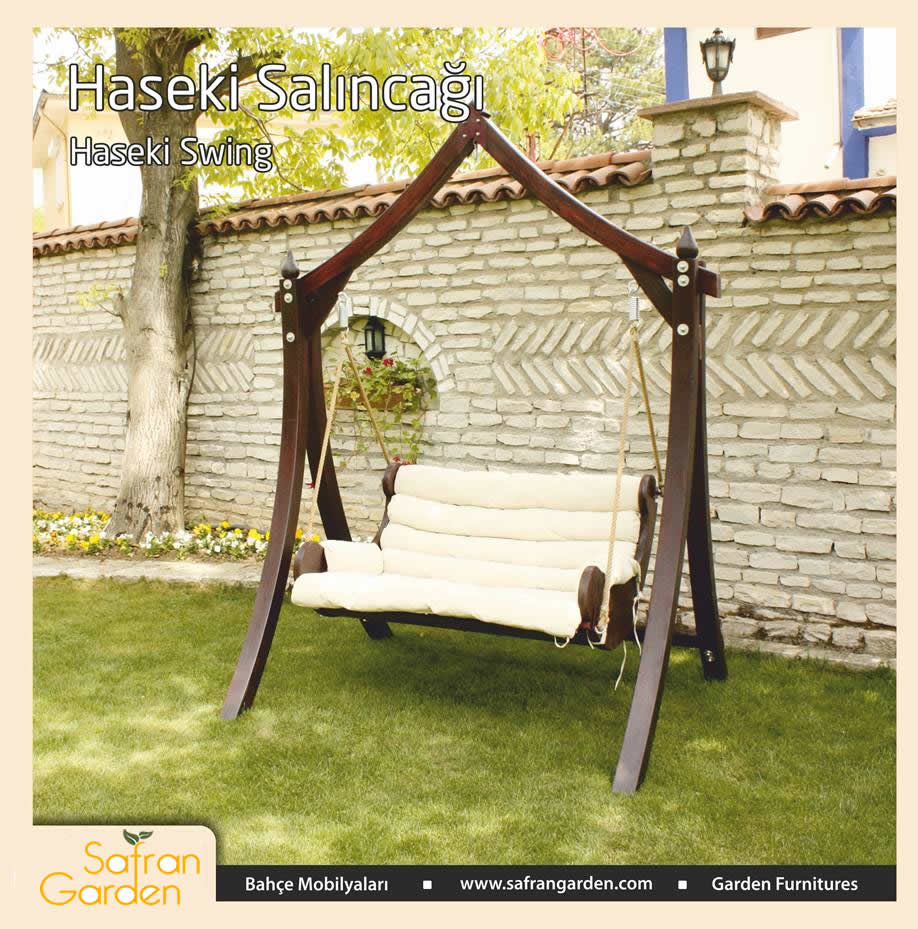 Haseki Salıncağı
Haseki Swing
Safran
Garden
Bahçe Mobilyaları ▪ www.safrangarden.com ▪ Garden Furnitures